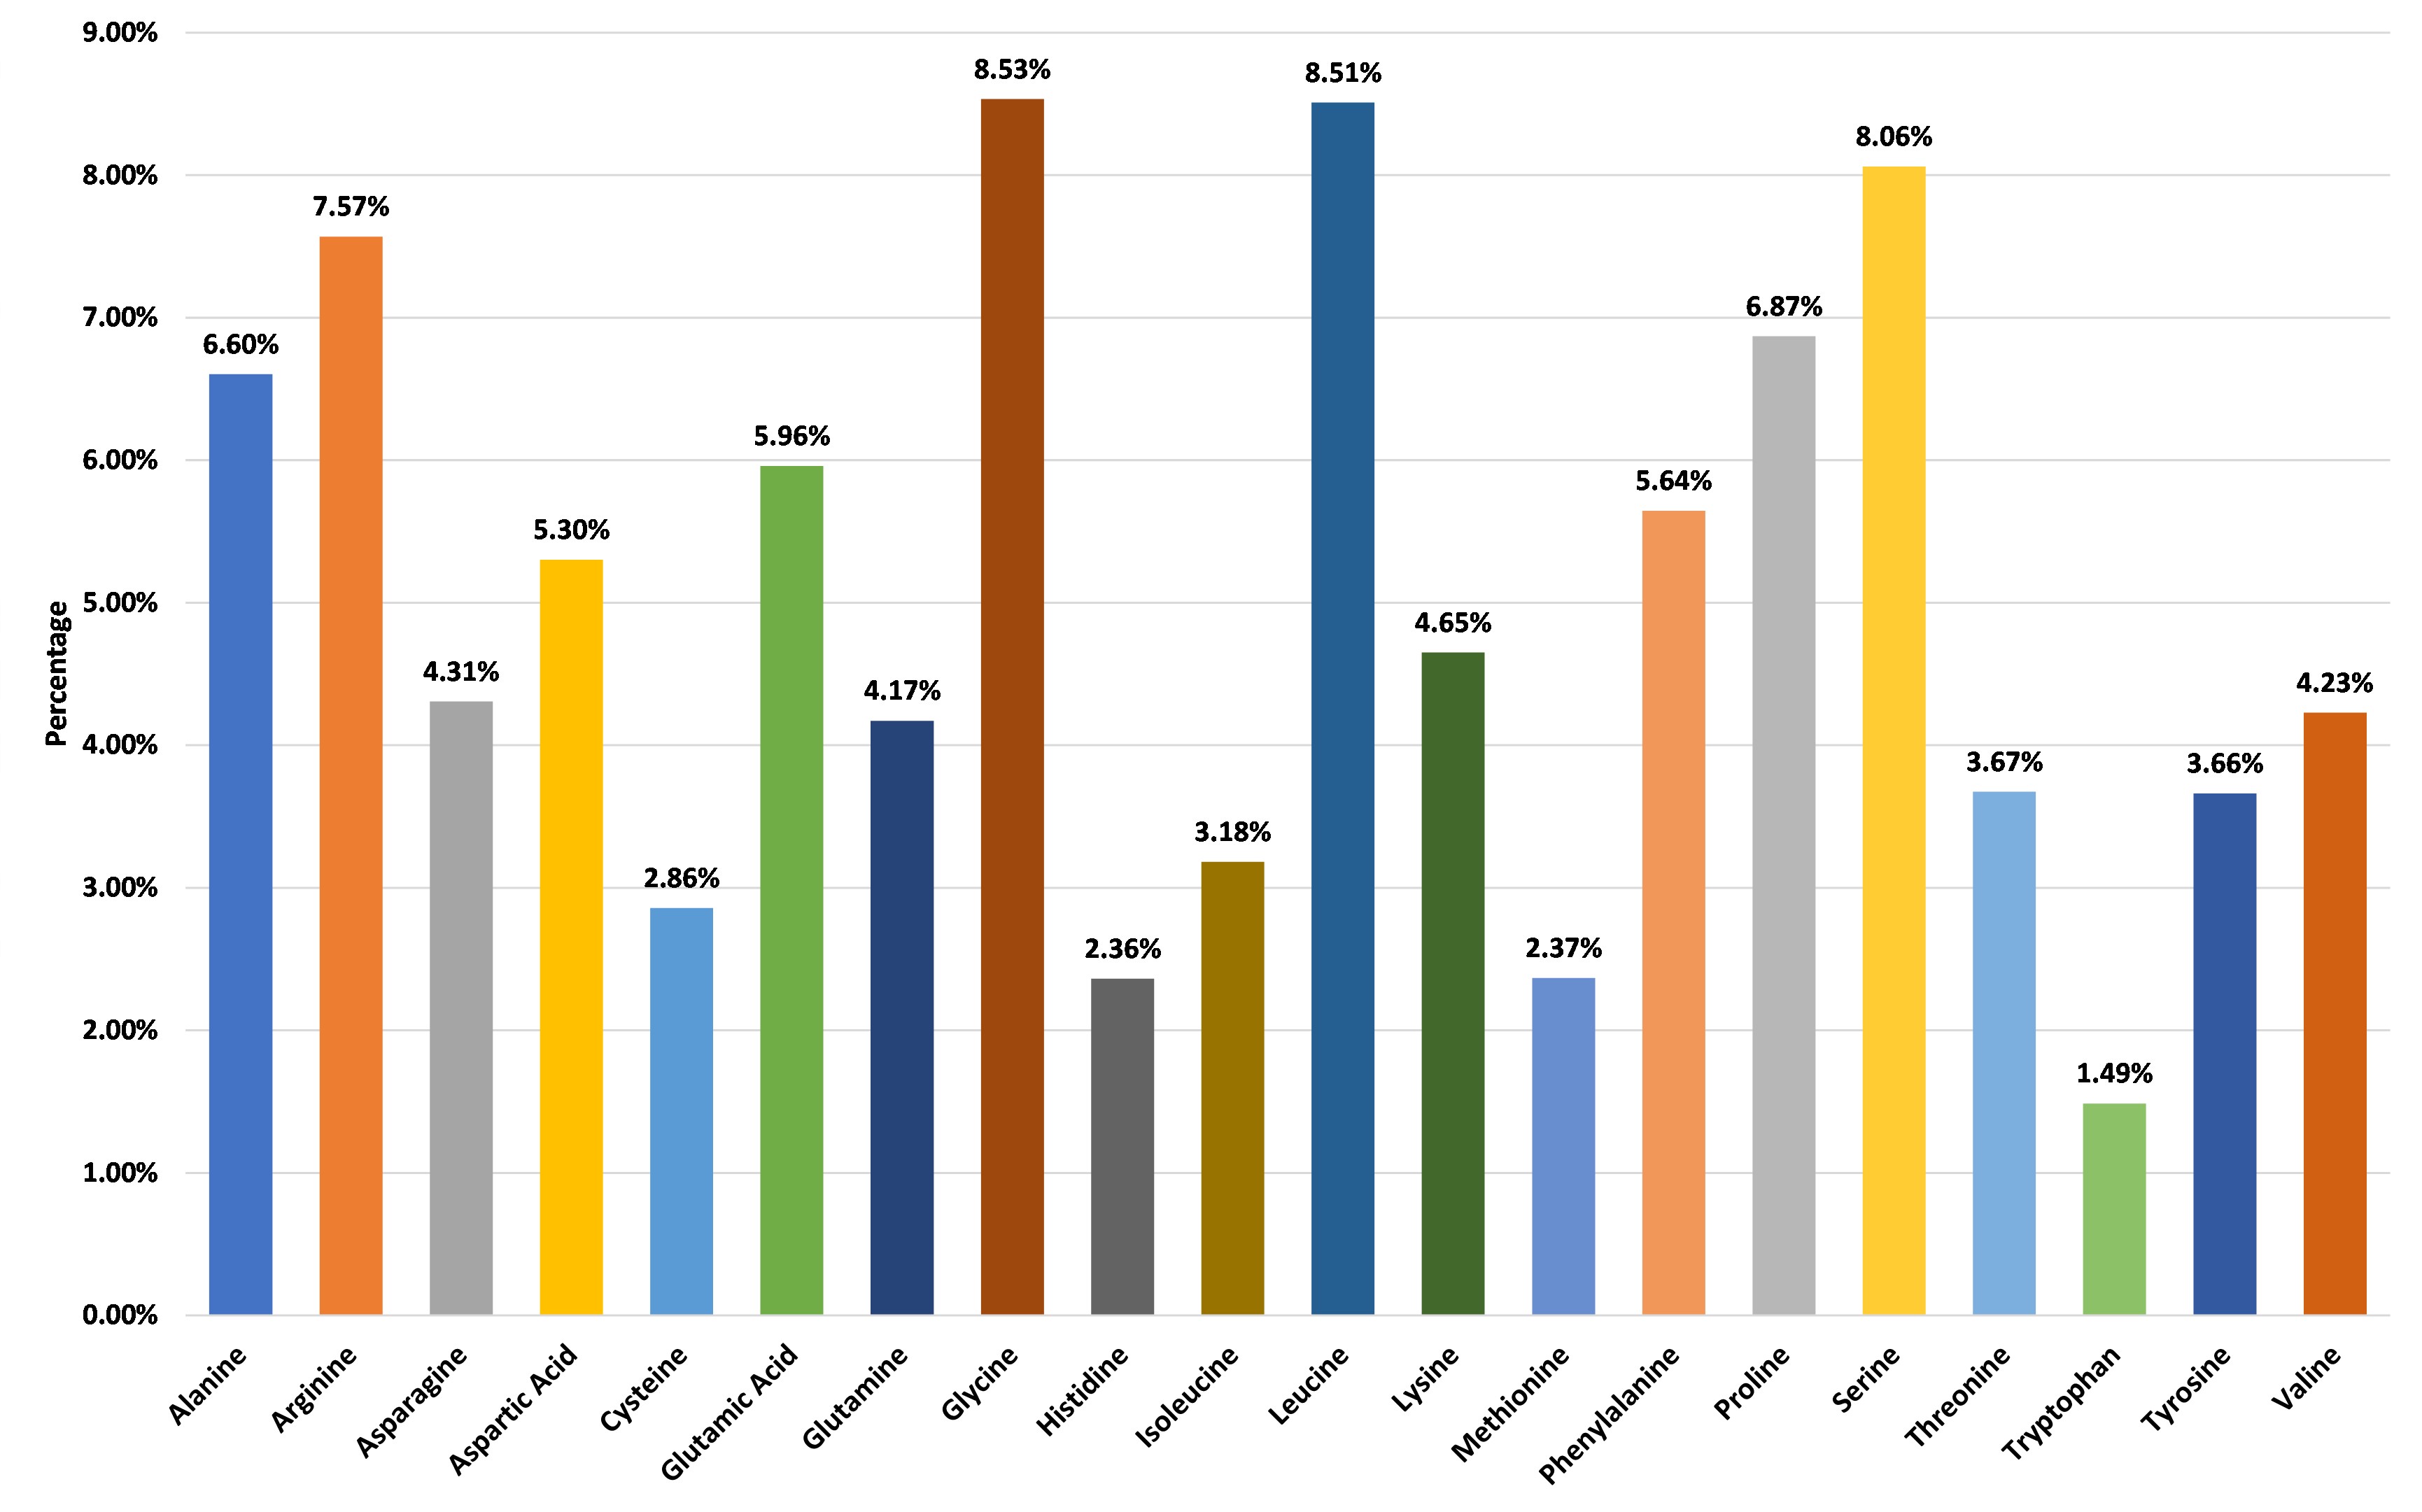 9.00%
8.00%
7.00%
6.00%
5.00%
4.00%
3.00%
2.00%
1.00%
0.00%
Percentage
6.60%
7.57%
4.31%
5.30%
2.86%
5.96%
4.17%
8.53%
2.36%
3.18%
8.51%
4.65%
2.37%
5.64%
6.87%
8.06%
3.67%
1.49%
3.66%
4.23%
Alanine
Arginine
Asparagine
Aspartic Acid
Cysteine
Glutamic Acid
Glutamine
Glycine
Histidine
Isoleucine
Leucine
Lysine
Methionine
Phenylalanine
Proline
Serine
Threonine
Tryptophan
Tyrosine
Valine